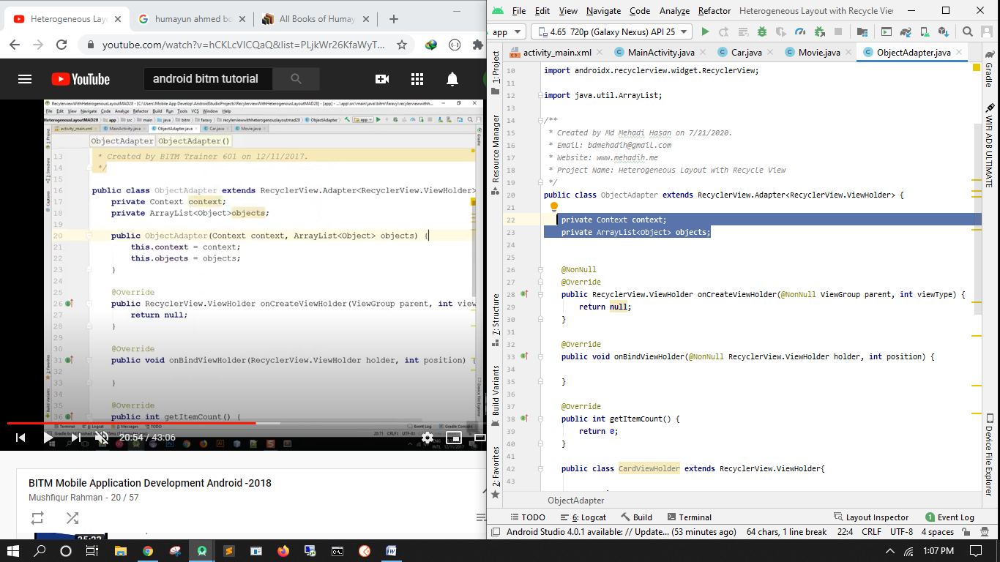 Heterogeneous Lay
humayun ahmed bo
All Books of Humay
youtube.com/watch?v=hCKLcVICQaQ&list=PLjkWr26KfaWyT...
YouTube
android bitm tutorial
RecylerviewWithHeterogenousLayoutMAD28
File Edit View Navigate Code Analyze Refactor Build Run Tools VCS Window Help
activity_main.xml MainActivity.java ObjectAdapter.java Car.java Movie.java
ObjectAdapter ObjectAdapter()
13 * Created by BITM Trainer 601 on 12/11/2017.
14 */
15
16 public class ObjectAdapter extends RecyclerView.Adapter<RecyclerView.ViewHolder>
17 private Context context;
18 private ArrayList<Object>objects;
19
20 public ObjectAdapter(Context context, ArrayList<Object> objects) {
21 this.context = context;
22 this.objects = objects;
23 }
24
25 @Override
26 public RecyclerView.ViewHolder onCreateViewHolder(ViewGroup parent, int view
27 return null;
28 }
29
30 @Override
31 public void onBindViewHolder(RecyclerView.ViewHolder holder, int position) {
32
33 }
34
35 @Override
36 public int getItemCount() {
Terminal 6: Logcat 0: Messages TODO Event Log Gradle Console
20:54 / 43:06
BITM Mobile Application Development Android -2018
Mushfiqur Rahman - 20 / 57
File Edit View Navigate Code Analyze Refactor Heterogeneous Layout with Recycle View
app 4.65 720p (Galaxy Nexus) API 25
activity_main.xml MainActivity.java Car.java Movie.java ObjectAdapter.java
1: Project
Resource Manager
7: Structure
Build Variants
2: Favorites
10 import androidx.recyclerview.widget.RecyclerView;
11
12 import java.util.ArrayList;
13
14 /**
15 * Created by Md Mehadi Hasan on 7/21/2020.
16 * Email: bdmehadih@gmail.com
17 * Website: www.mehadih.me
18 * Project Name: Heterogeneous Layout with Recycle View
19 */
20 public class ObjectAdapter extends RecyclerView.Adapter<RecyclerView.ViewHolder> {
21
22 private Context context;
23 private ArrayList<Object> objects;
24
25
26 @NonNull
27 @Override
28 public RecyclerView.ViewHolder onCreateViewHolder(@NonNull ViewGroup parent, int viewType) {
29 return null;
30 }
31
32 @Override
33 public void onBindViewHolder(@NonNull RecyclerView.ViewHolder holder, int position) {
34
35 }
36
37 @Override
38 public int getItemCount() {
39 return 0;
40 }
41
42 public class CardViewHolder extends RecyclerView.ViewHolder{
43
Gradle
WIFI ADB ULTIMATE
Device File Explorer
ObjectAdapter
TODO 6: Logcat Build Terminal Layout Inspector 1 Event Log
Android Studio 4.0.1 available: // Update... (53 minutes ago) 64 chars, 1 line break 22:4 CRLF UTF-8 4 spaces
1:07 PM